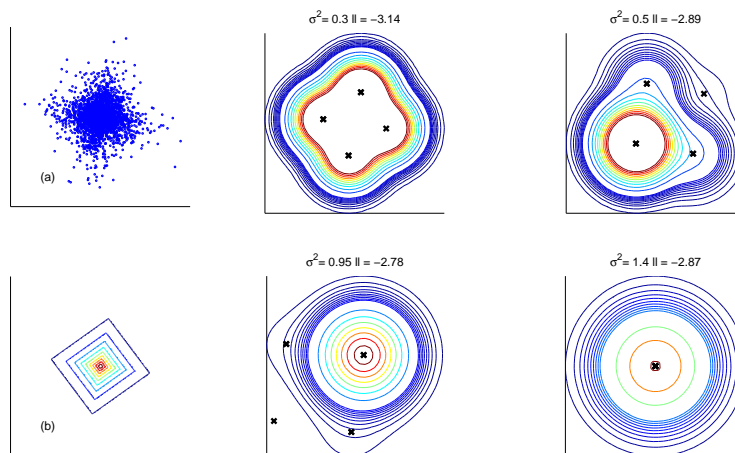 σ²= 0.3 ll = −3.14
σ²= 0.5 ll = −2.89
(a)
σ²= 0.95 ll = −2.78
σ²= 1.4 ll = −2.87
(b)